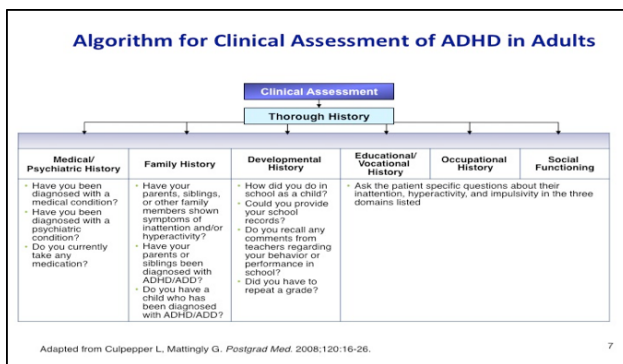 Algorithm for Clinical Assessment of ADHD in Adults
Clinical Assessment
Thorough History
Medical/
Psychiatric History
Family History
Developmental
History
Educational/
Vocational
History
Occupational
History
Social
Functioning
• Have you been
diagnosed with a
medical condition?
• Have you been
diagnosed with a
psychiatric
condition?
• Do you currently
take any
medication?
• Have your
parents, siblings,
or other family
members shown
symptoms of
inattention and/or
hyperactivity?
• Have your
parents or
siblings been
diagnosed with
ADHD/ADD?
• Do you have a
child who has
been diagnosed
with ADHD/ADD?
• How did you do in
school as a child?
• Could you provide
your school
records?
• Do you recall any
comments from
teachers regarding
your behavior or
performance in
school?
• Did you have to
repeat a grade?
• Ask the patient specific questions about their
inattention, hyperactivity, and impulsivity in the three
domains listed
Adapted from Culpepper L, Mattingly G. Postgrad Med. 2008;120:16-26.
7